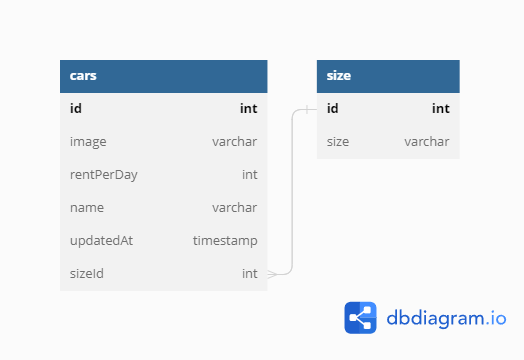 cars
id int
image varchar
rentPerDay int
name varchar
updatedAt timestamp
sizeId int
size
id int
size varchar
dbdiagram.io